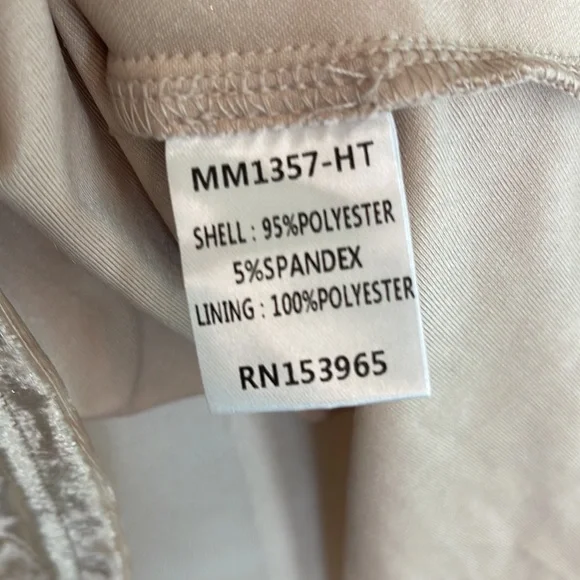 MM1357-HT
SHELL : 95%POLYESTER
5%SPANDEX
LINING : 100%POLYESTER
RN153965